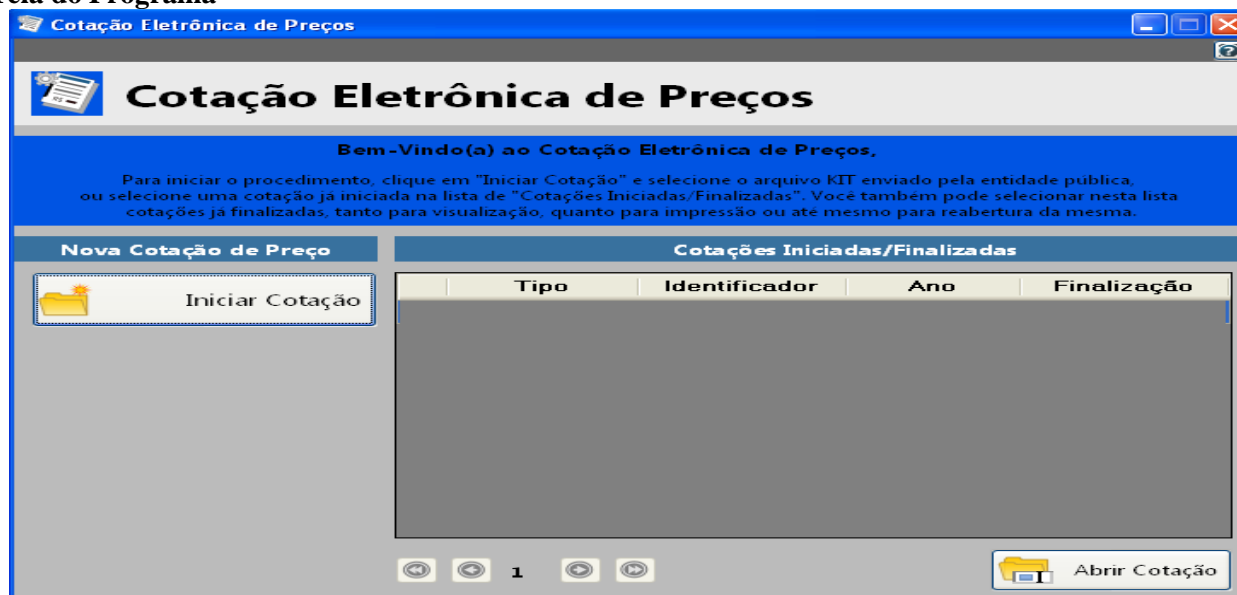 Tela do Programa
Cotação Eletrônica de Preços
Cotação Eletrônica de Preços
Bem-Vindo(a) ao Cotação Eletrônica de Preços,
Para iniciar o procedimento, clique em "Iniciar Cotação" e selecione o arquivo KIT enviado pela entidade pública,
ou selecione uma cotação já iniciada na lista de "Cotações Iniciadas/Finalizadas". Você também pode selecionar nesta lista
cotações já finalizadas, tanto para visualização, quanto para impressão ou até mesmo para reabertura da mesma.
Nova Cotação de Preço
Cotações Iniciadas/Finalizadas
Iniciar Cotação
Tipo Identificador Ano Finalização
1
Abrir Cotação